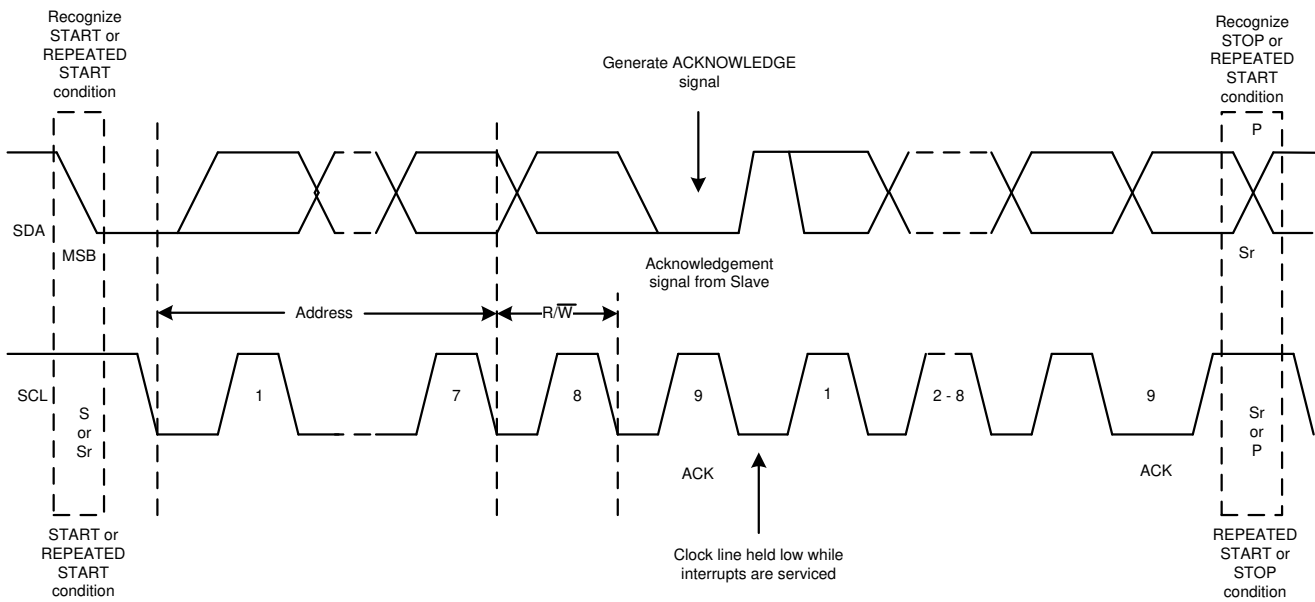 Recognize
START or
REPEATED
START
condition
Recognize
STOP or
REPEATED
START
condition
Generate ACKNOWLEDGE
signal
P
SDA
MSB
Acknowledgement
signal from Slave
Sr
Address
R/W̅
SCL
S
or
Sr
1
7
8
9
1
2 - 8
9
Sr
or
P
ACK
ACK
START or
REPEATED
START
condition
Clock line held low while
interrupts are serviced
REPEATED
START or
STOP
condition